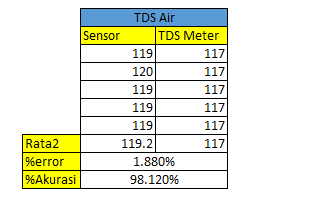 TDS Air
Sensor TDS Meter
119 117
120 117
119 117
119 117
119 117
Rata2 119.2 117
%error 1.880%
%Akurasi 98.120%